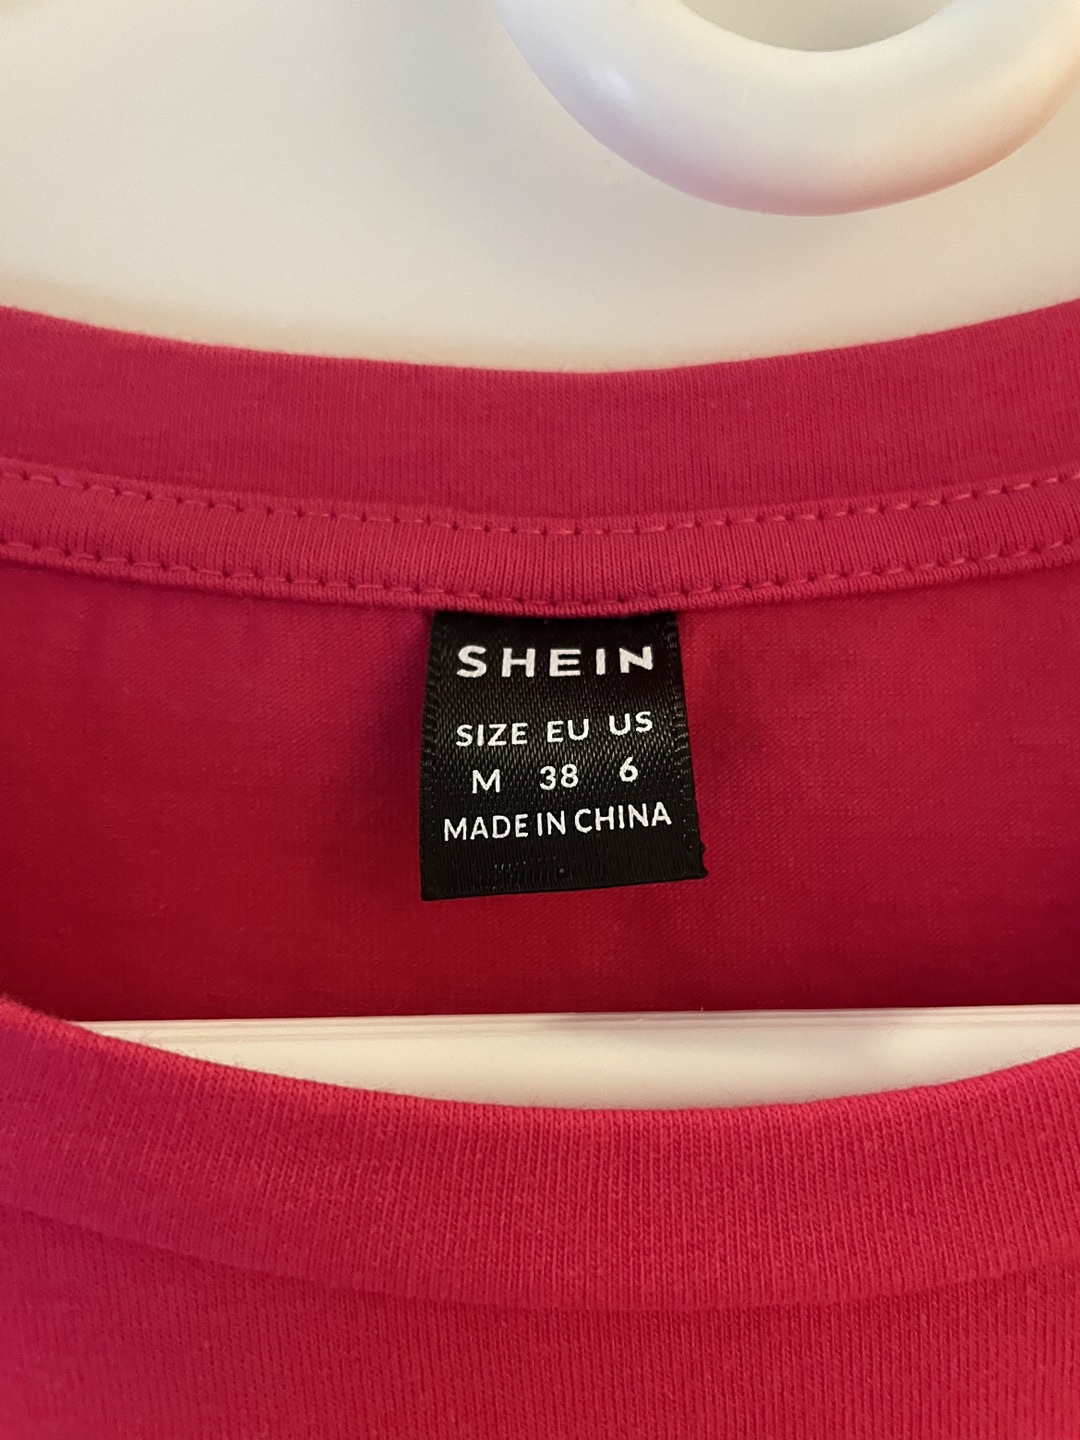 SHEIN
SIZE EU US
M 38 6
MADE IN CHINA